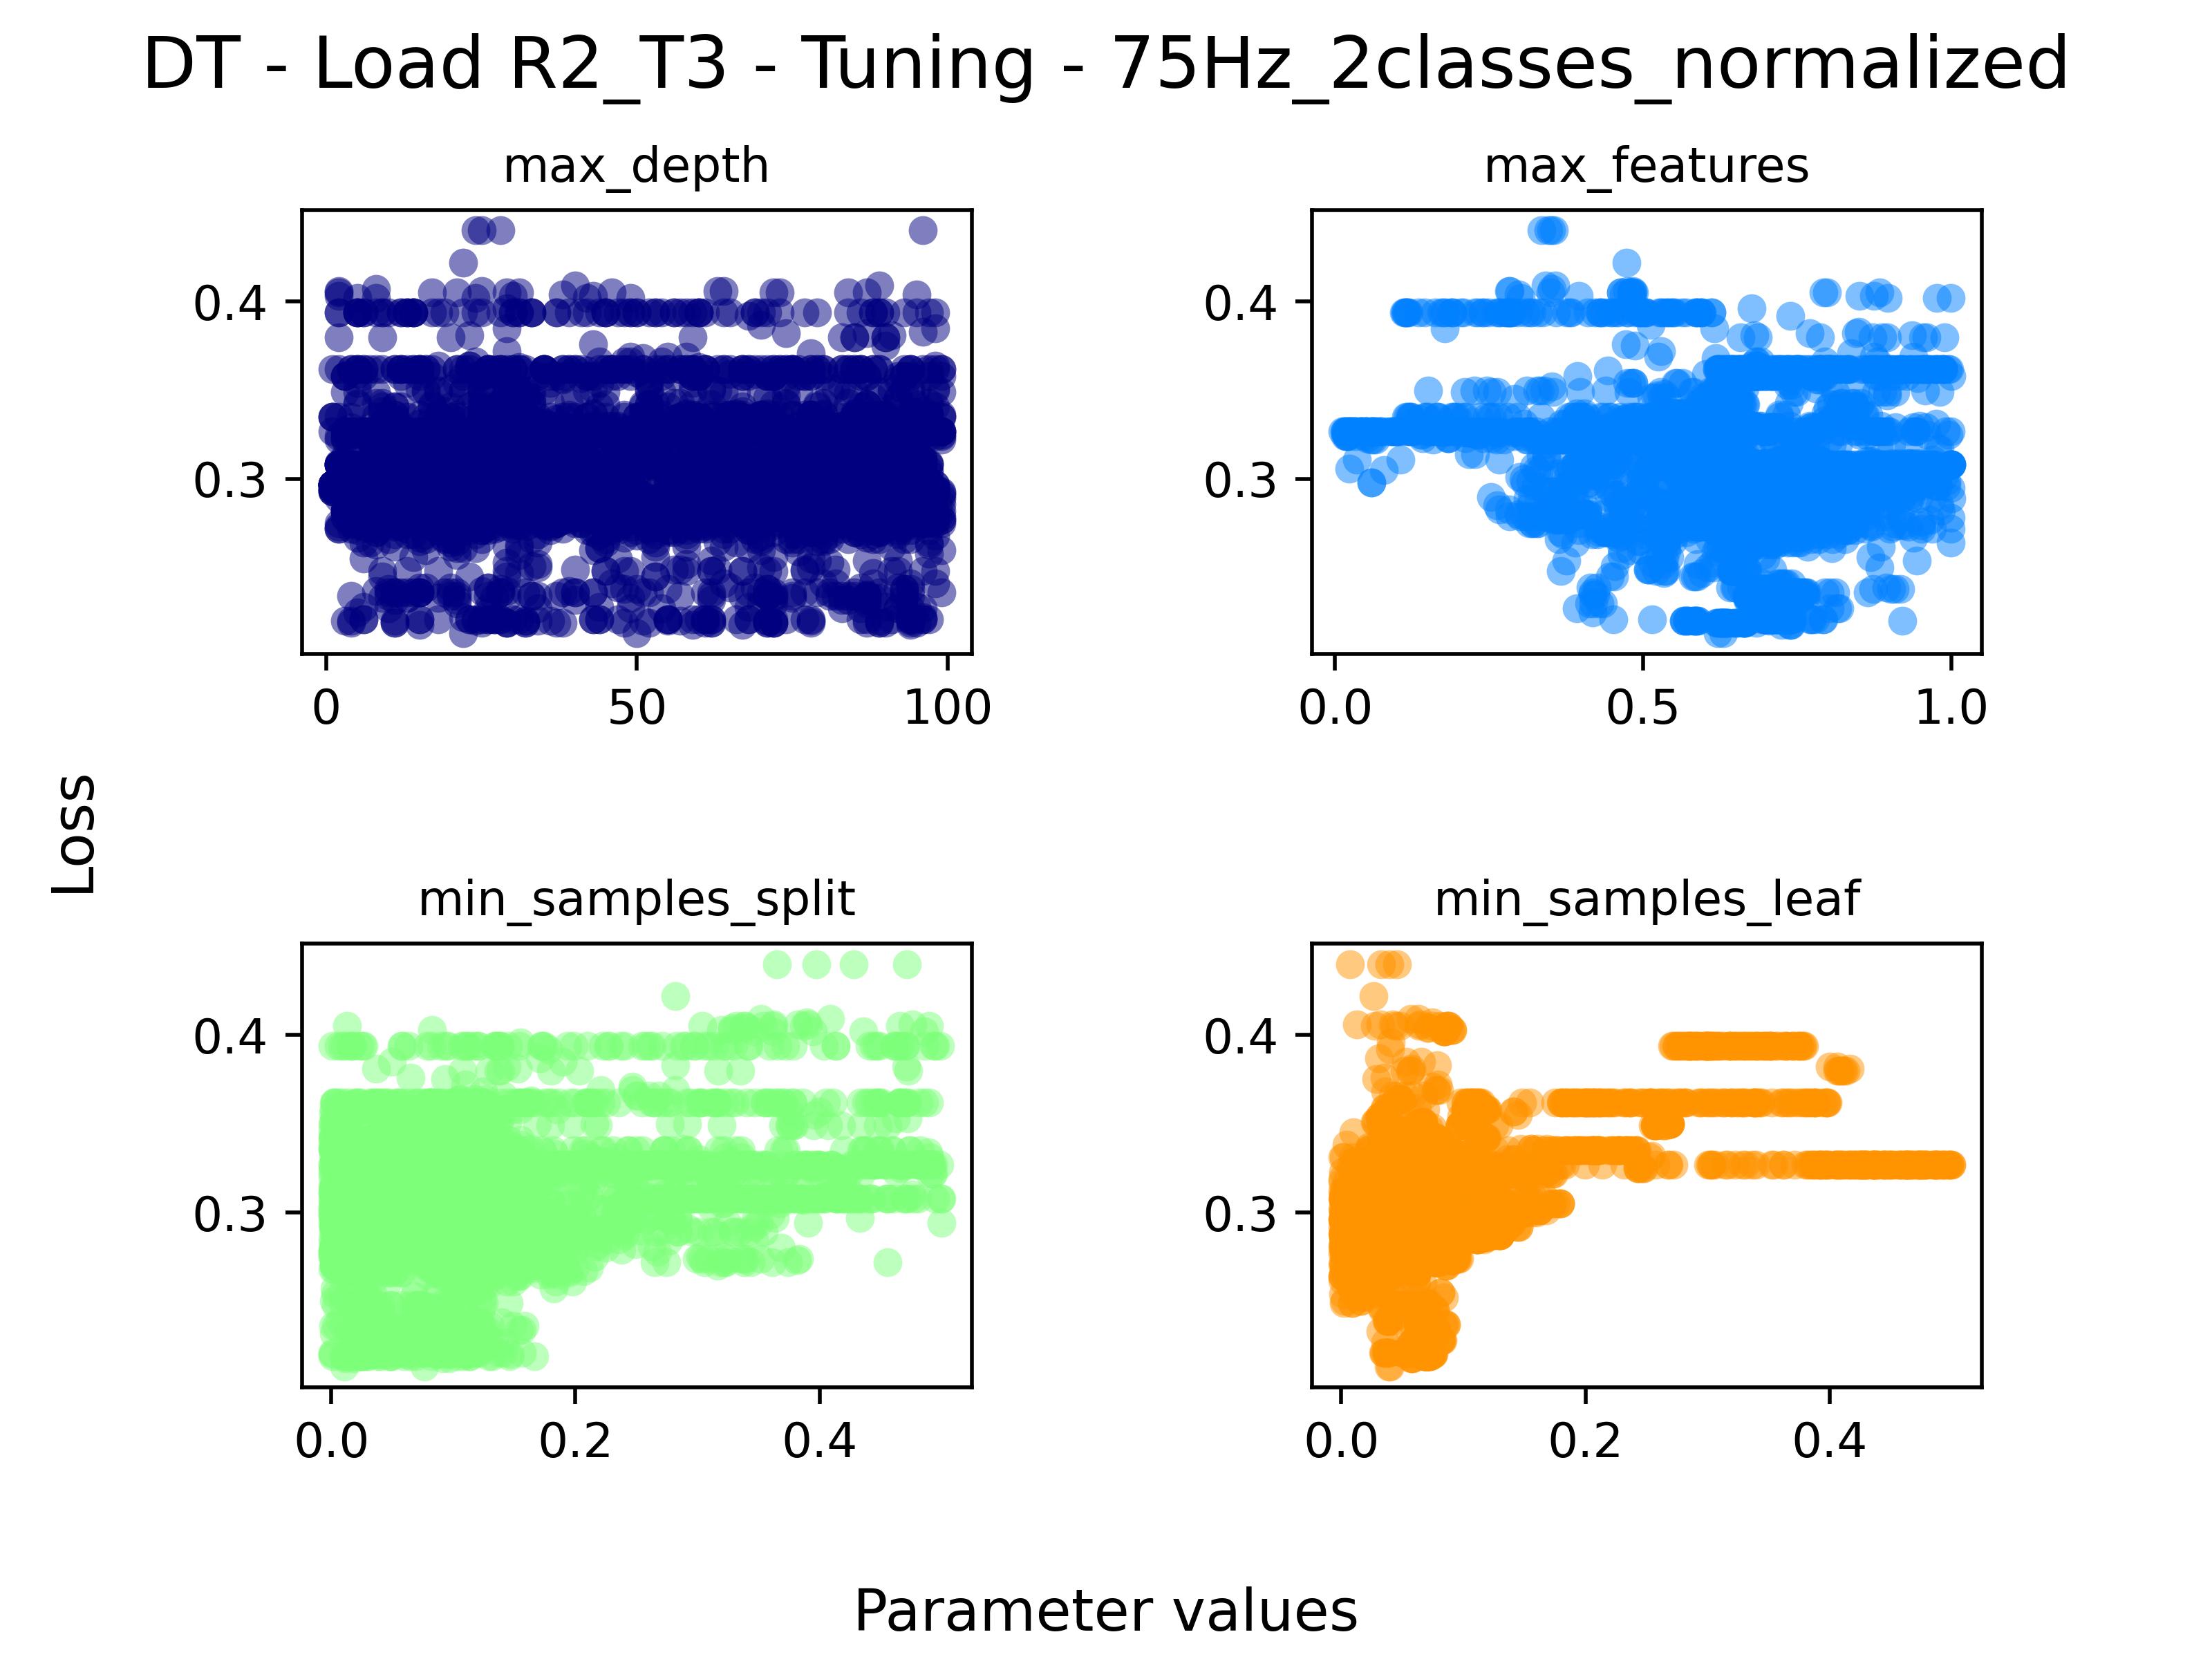 DT - Load R2_T3 - Tuning - 75Hz_2classes_normalized
max_depth
0.4
0.3
0 50 100
max_features
0.4
0.3
0.0 0.5 1.0
Loss
min_samples_split
0.4
0.3
0.0 0.2 0.4
min_samples_leaf
0.4
0.3
0.0 0.2 0.4
Parameter values